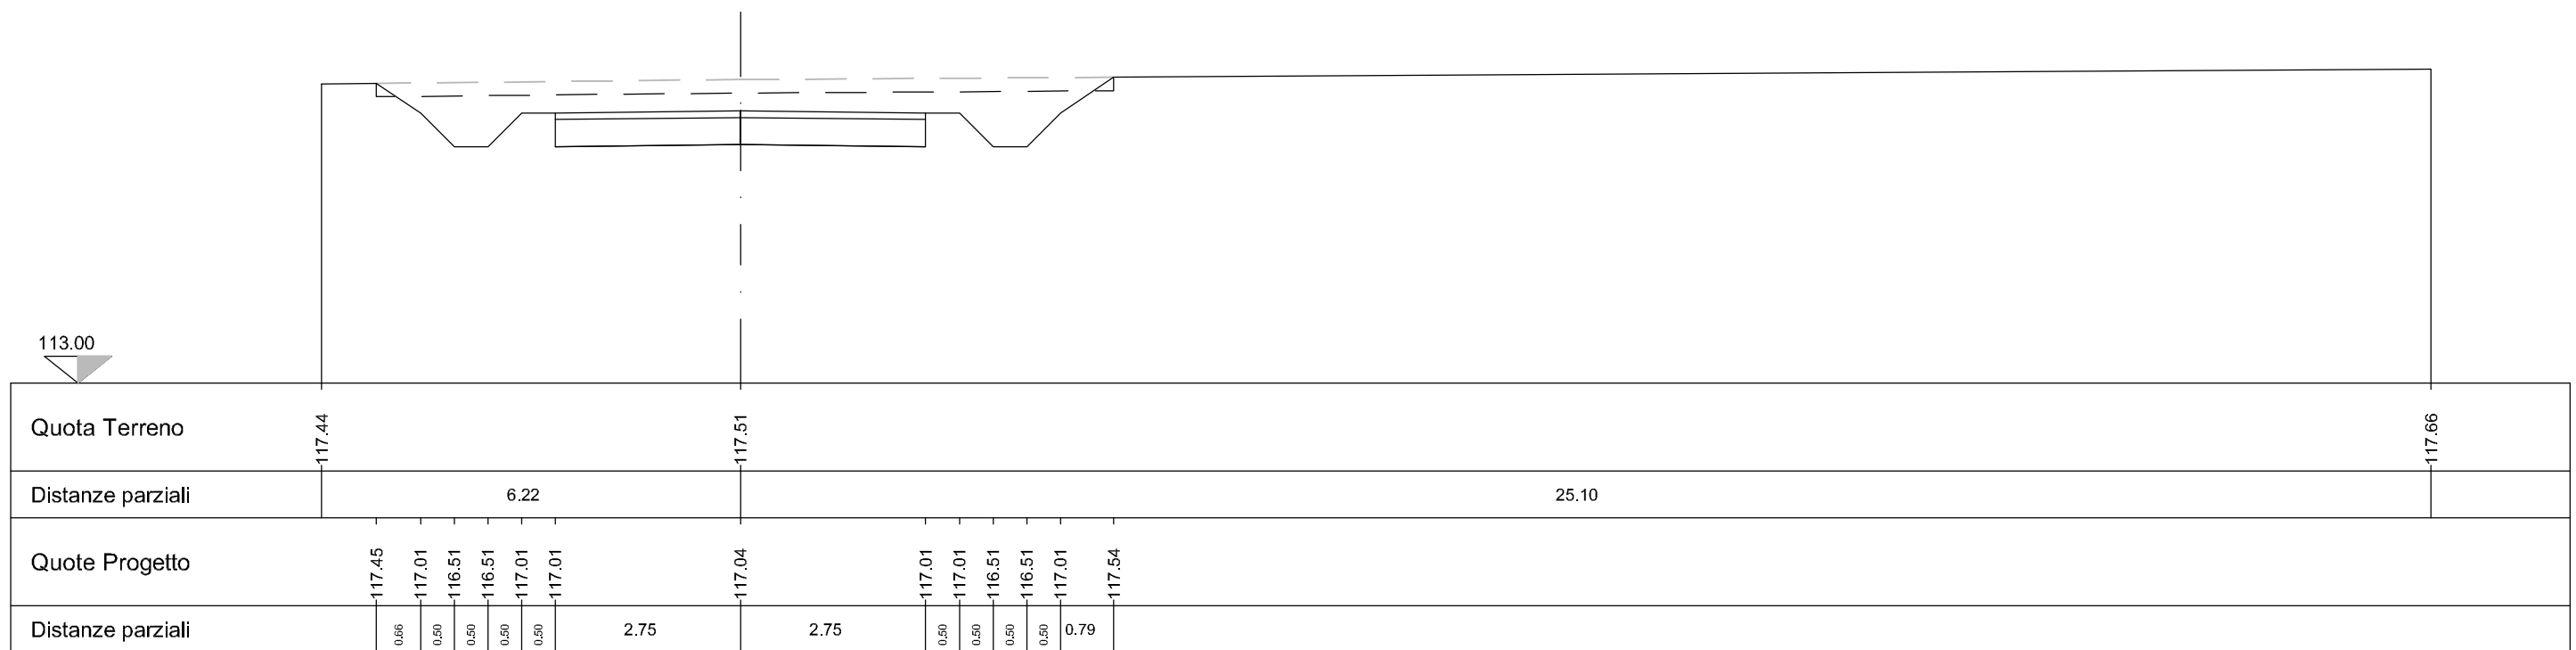 113.00
Quota Terreno 117.44 117.51 117.66
Distanze parziali 6.22 25.10
Quote Progetto 117.45 117.01 116.51 116.51 117.01 117.01 117.04 117.01 117.01 116.51 116.51 117.01 117.54
Distanze parziali 0.66 0.50 0.50 0.50 0.50 2.75 2.75 0.50 0.50 0.50 0.50 0.79